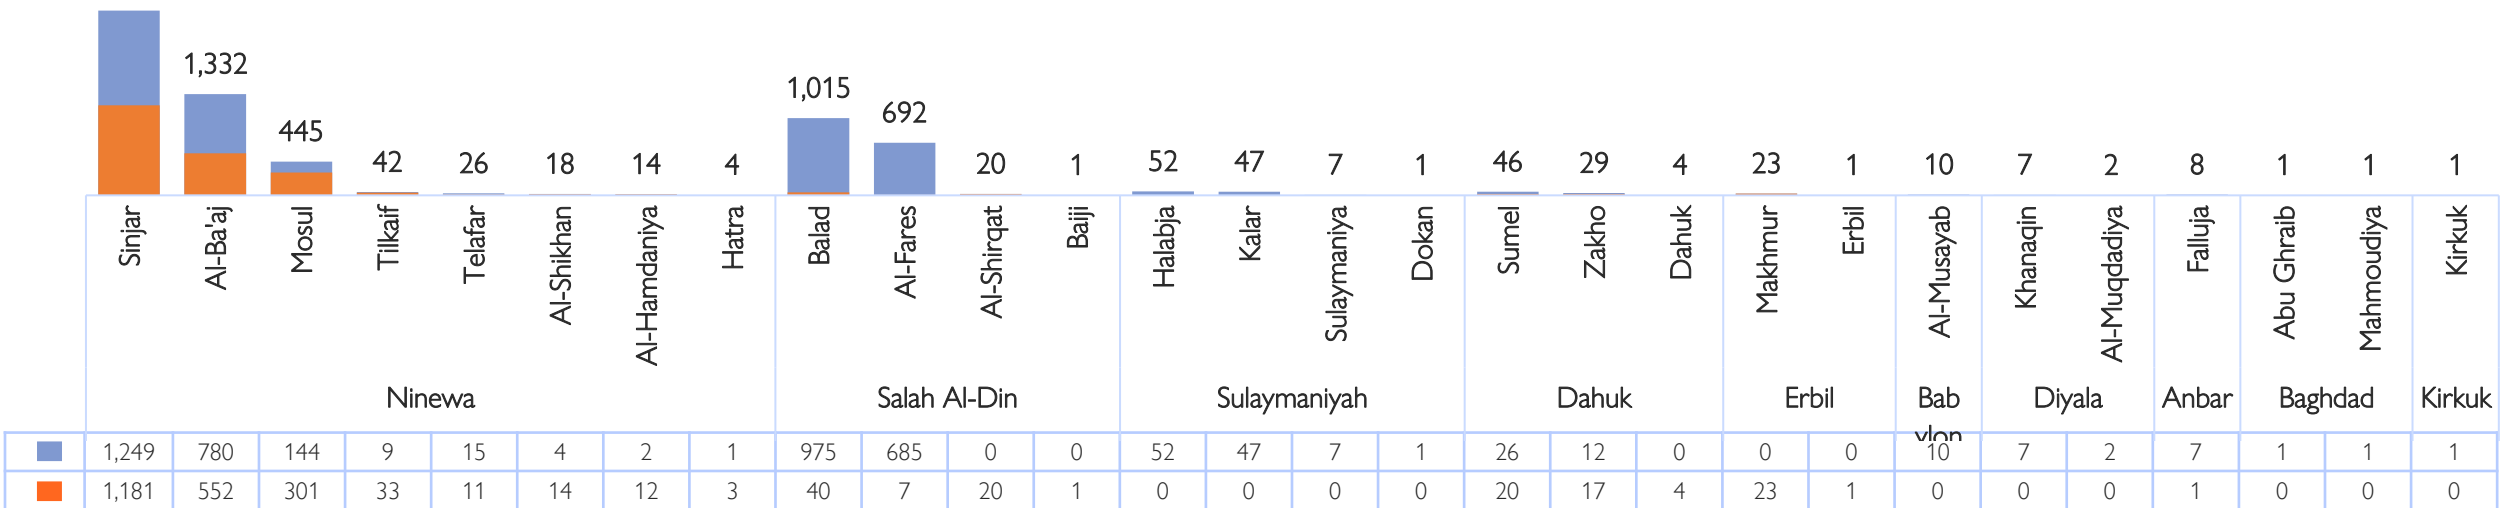 1,332 445 42 26 18 14 4 1,015 692 20 1 52 47 7 1 46 29 4 23 1 10 7 2 8 1 1 1
Sinjar Al-Ba'aj Mosul Tilkaif Telafar Al-Shikhan Al-Hamdaniya Hatra Balad Al-Fares Al-Shirqat Baiji Halabja Kalar Sulaymaniya Dokan Sumel Zakho Dahuk Makhmur Erbil Al-Musayab Khanaqin Al-Muqdadiya Falluja Abu Ghraib Mahmoudiya Kirkuk
Ninewa Salah Al-Din Sulaymaniyah Dahuk Erbil Bab Diyala Anbar Baghdad Kirkuk
ylon
1,249 780 144 9 15 4 2 1 975 685 0 0 52 47 7 1 26 12 0 0 0 10 7 2 7 1 1 1
1,181 552 301 33 11 14 12 3 40 7 20 1 0 0 0 0 20 17 4 23 1 0 0 0 1 0 0 0